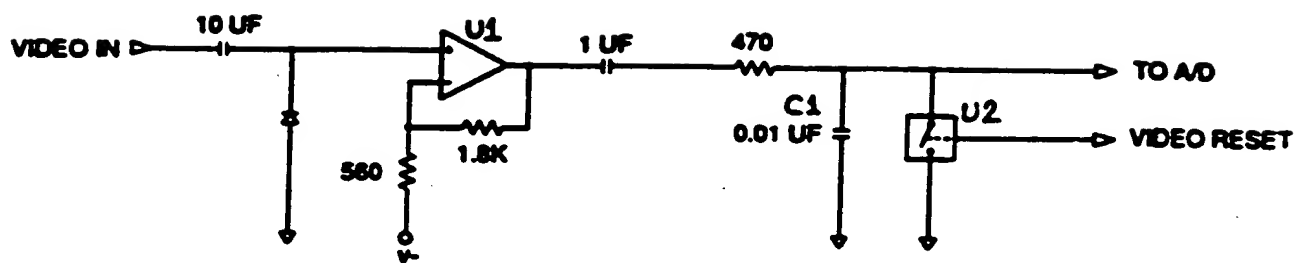 VIDEO IN
10 UF
U1
1 UF
470
TO A/D
C1
0.01 UF
U2
VIDEO RESET
1.8K
560
V-